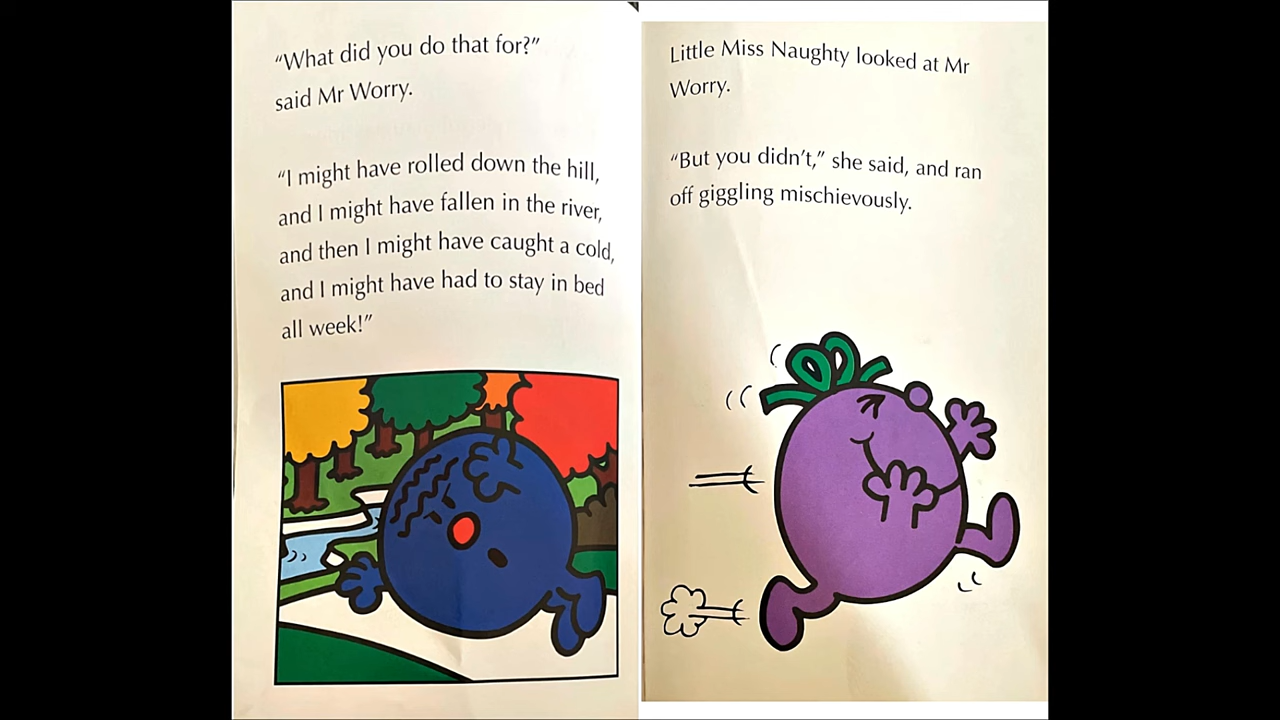 “What did you do that for?”
said Mr Worry.
“I might have rolled down the hill,
and I might have fallen in the river,
and then I might have caught a cold,
and I might have had to stay in bed
all week!”
Little Miss Naughty looked at Mr
Worry.
“But you didn’t,” she said, and ran
off giggling mischievously.